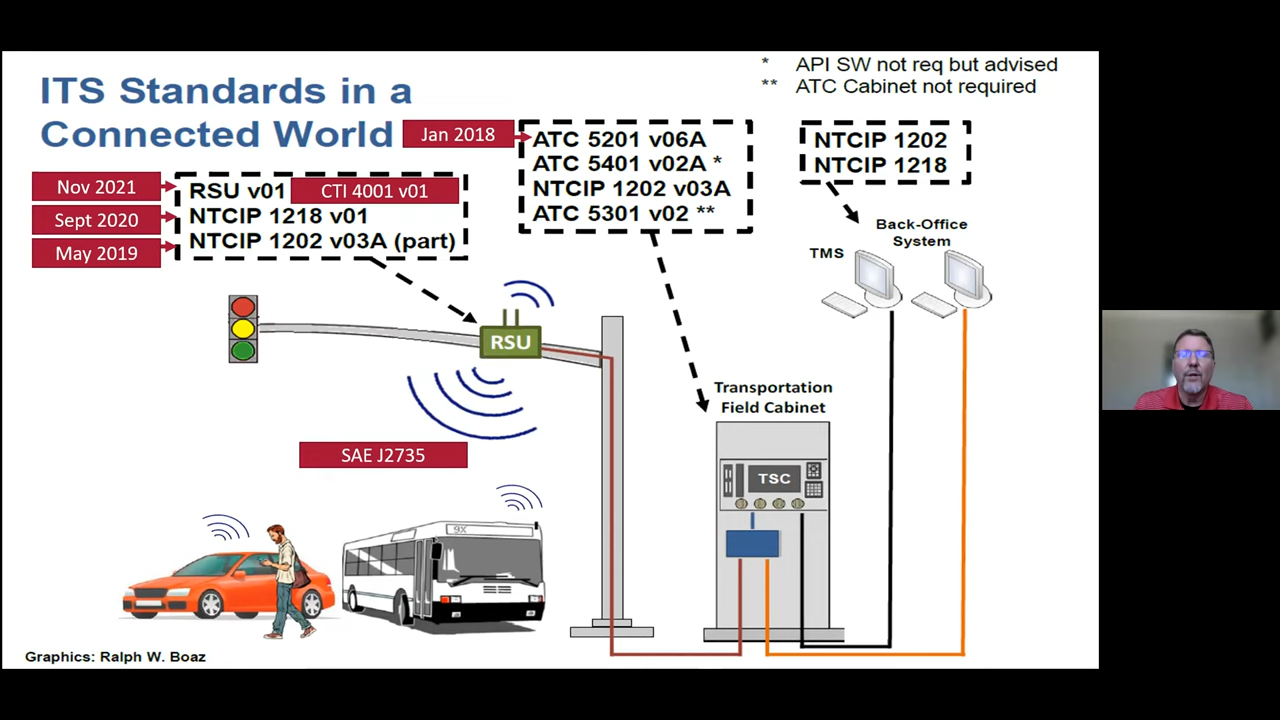 ITS Standards in a
Connected World
* API SW not req but advised
** ATC Cabinet not required
Jan 2018
ATC 5201 v06A
ATC 5401 v02A *
NTCIP 1202 v03A
ATC 5301 v02 **
NTCIP 1202
NTCIP 1218
Nov 2021
Sept 2020
May 2019
RSU v01 CTI 4001 v01
NTCIP 1218 v01
NTCIP 1202 v03A (part)
Back-Office
System
TMS
RSU
Transportation
Field Cabinet
SAE J2735
TSC
9X
Graphics: Ralph W. Boaz